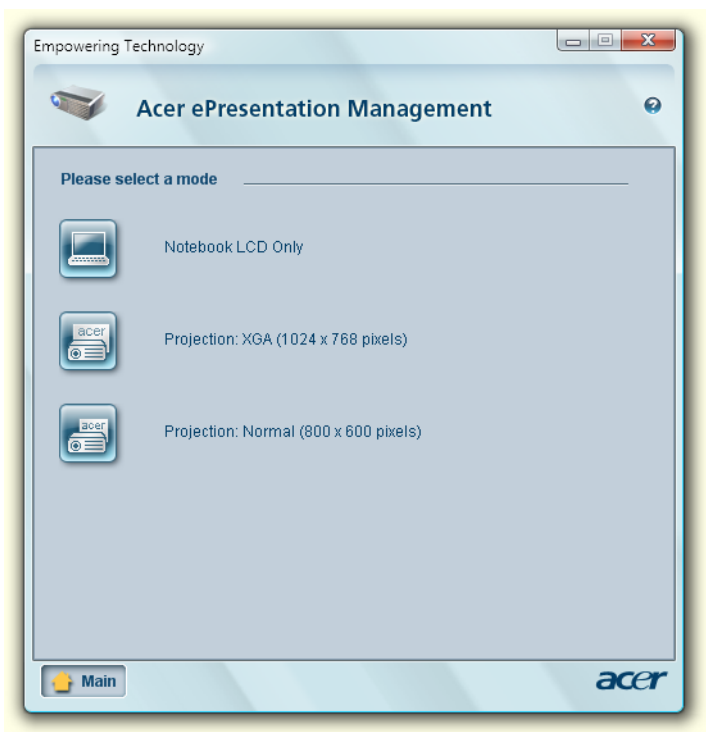 Empowering Technology
Acer ePresentation Management
Please select a mode
Notebook LCD Only
acer
Projection: XGA (1024 x 768 pixels)
acer
Projection: Normal (800 x 600 pixels)
Main
acer